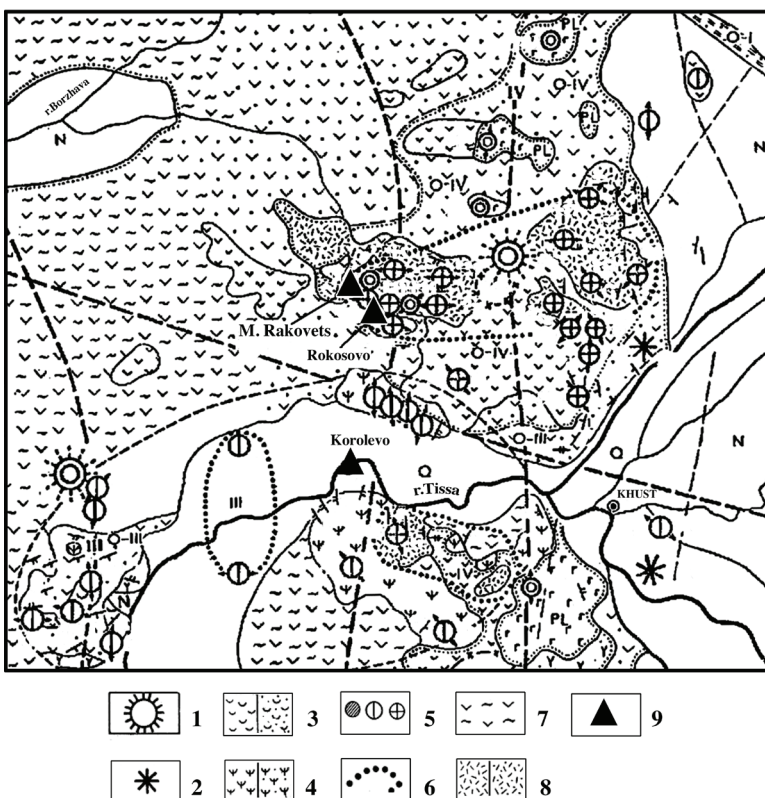 PL
O-I
IV
O-IV
r.Borzhava
N
PL
PL
N
O-IV
M. Rakovets
Rokosovo
O-IV
O-III
Korolevo
Q
N
III
Q
r.Tissa
KHUST
III
O-III
IV
N
PL
1
3
5
7
9
2
4
6
8